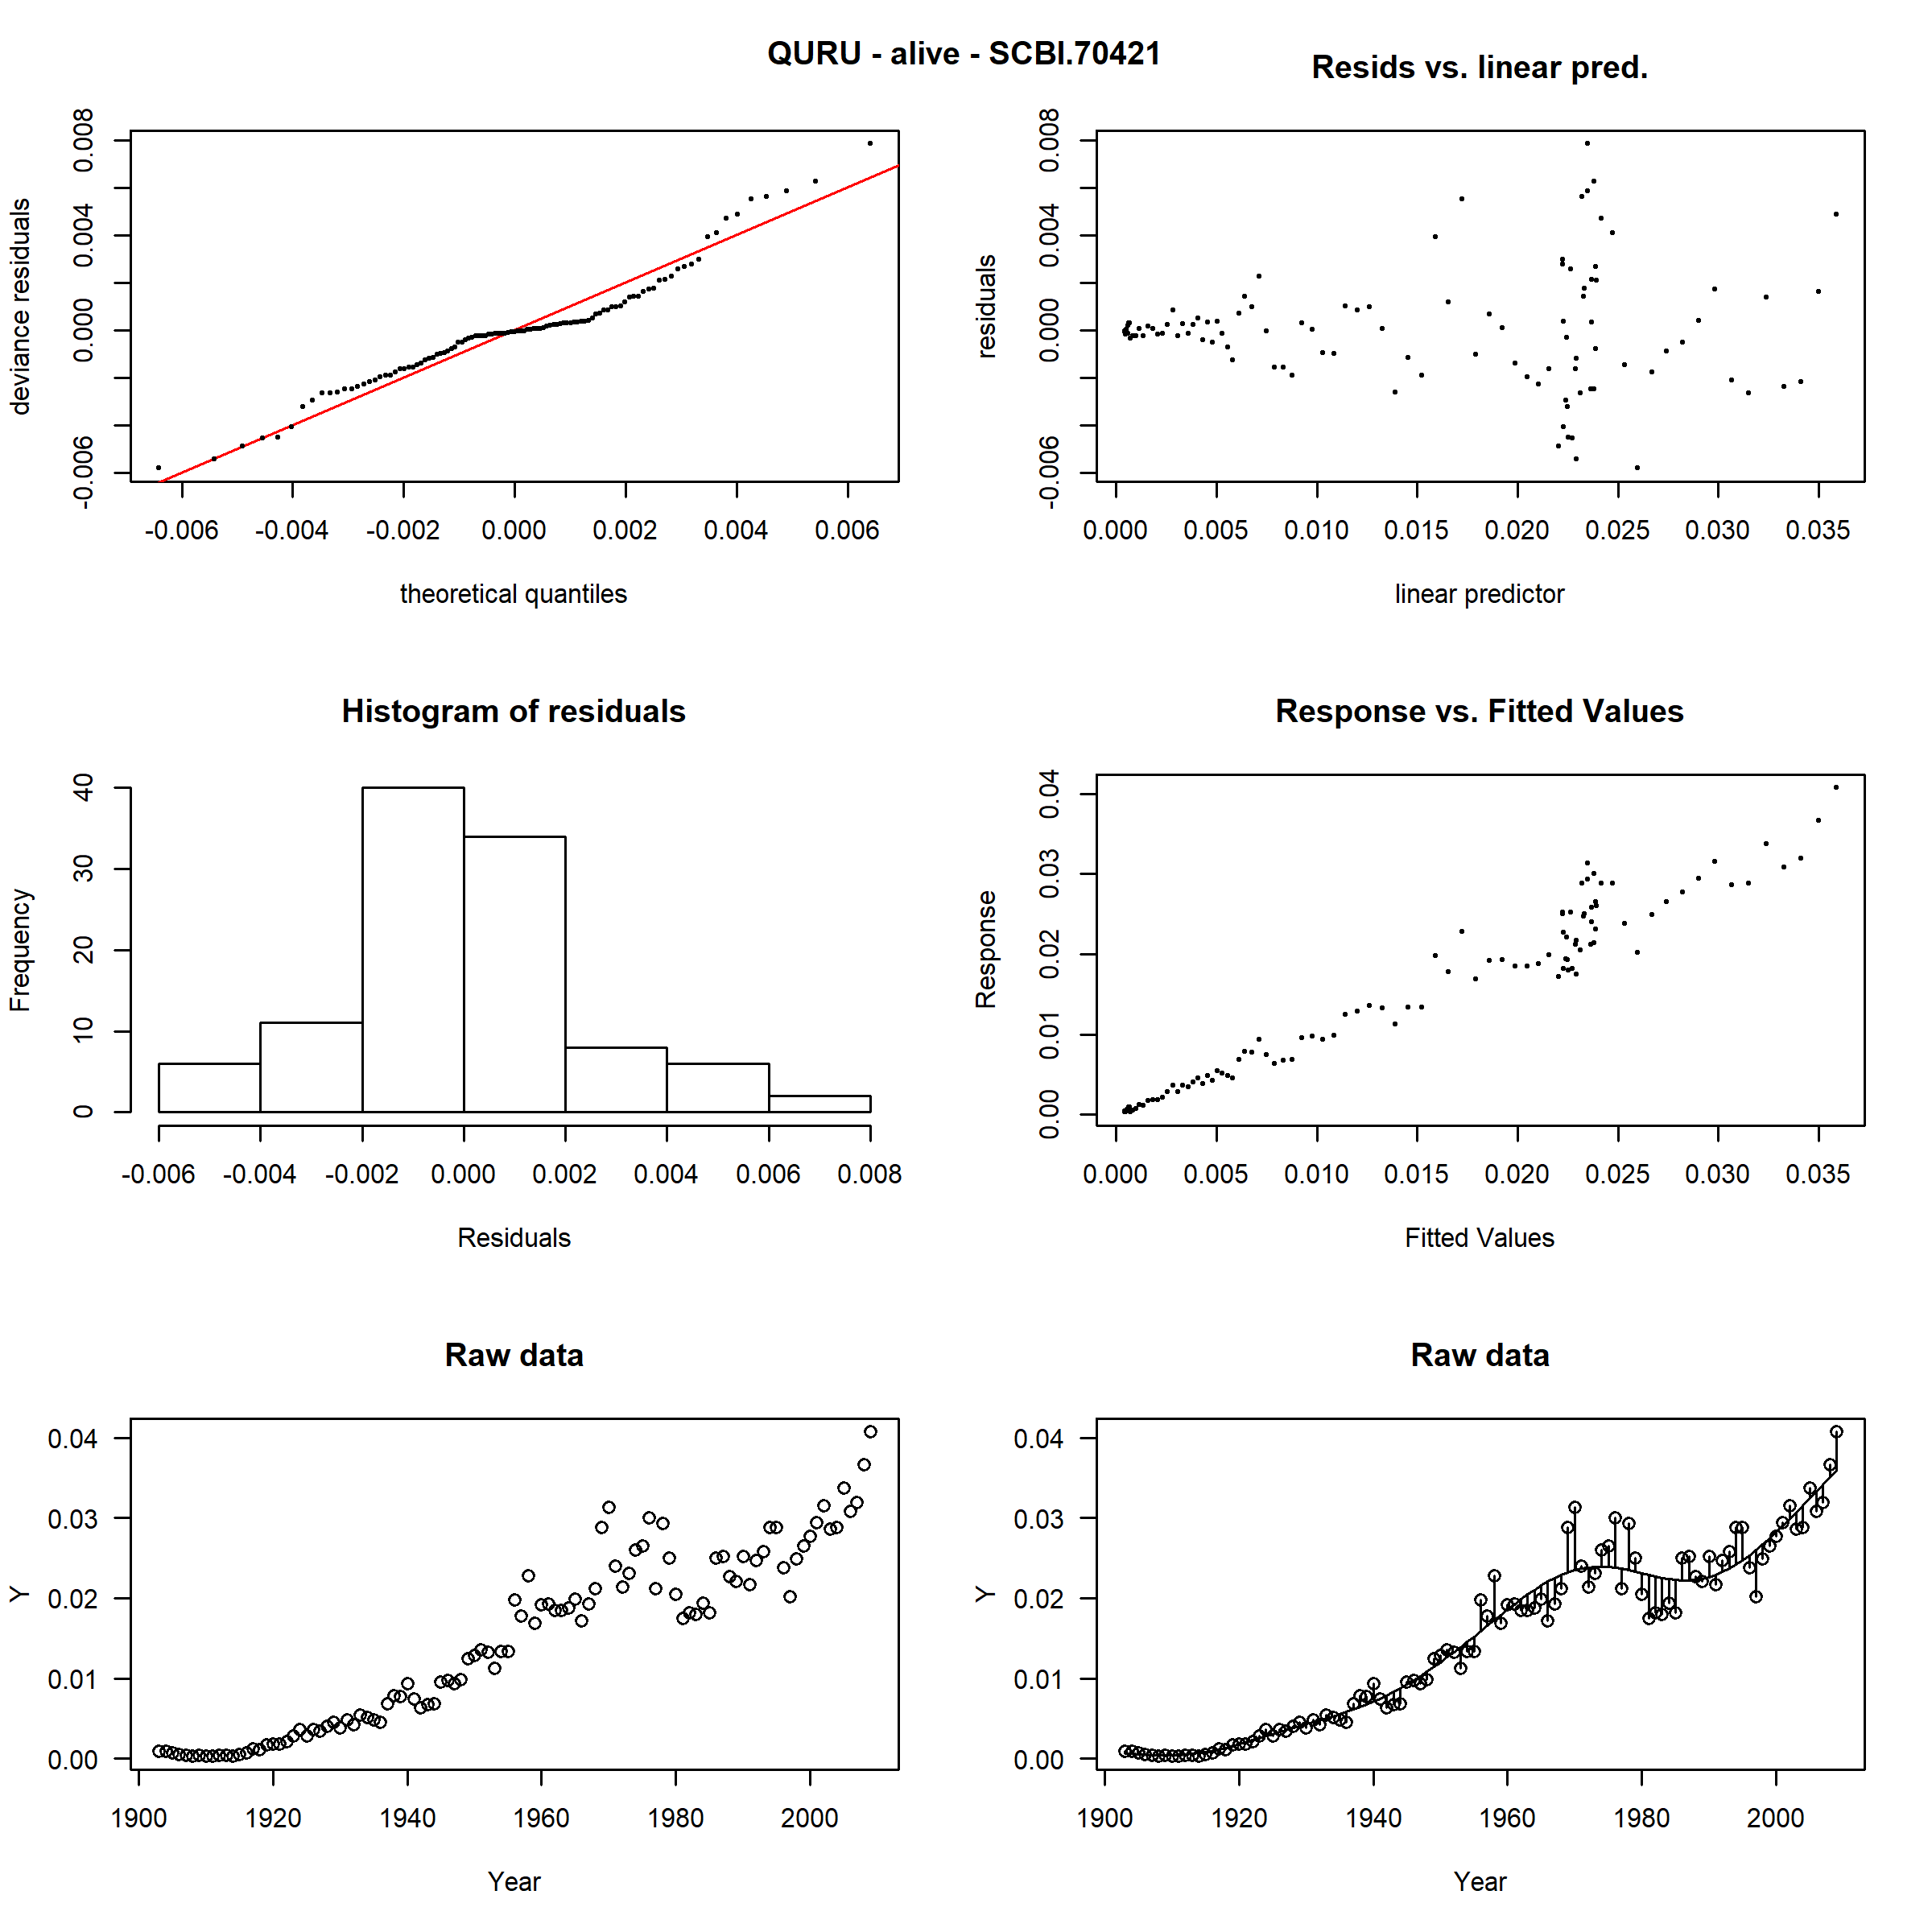 QURU - alive - SCBI.70421
deviance residuals
0.008
0.004
0.000
-0.006
-0.006 -0.004 -0.002 0.000 0.002 0.004 0.006
theoretical quantiles
Resids vs. linear pred.
residuals
0.008
0.004
0.000
-0.006
0.000 0.005 0.010 0.015 0.020 0.025 0.030 0.035
linear predictor
Histogram of residuals
Frequency
40
30
20
10
0
-0.006 -0.004 -0.002 0.000 0.002 0.004 0.006 0.008
Residuals
Response vs. Fitted Values
Response
0.04
0.03
0.02
0.01
0.00
0.000 0.005 0.010 0.015 0.020 0.025 0.030 0.035
Fitted Values
Raw data
Y
0.04
0.03
0.02
0.01
0.00
1900 1920 1940 1960 1980 2000
Year
Raw data
Y
0.04
0.03
0.02
0.01
0.00
1900 1920 1940 1960 1980 2000
Year